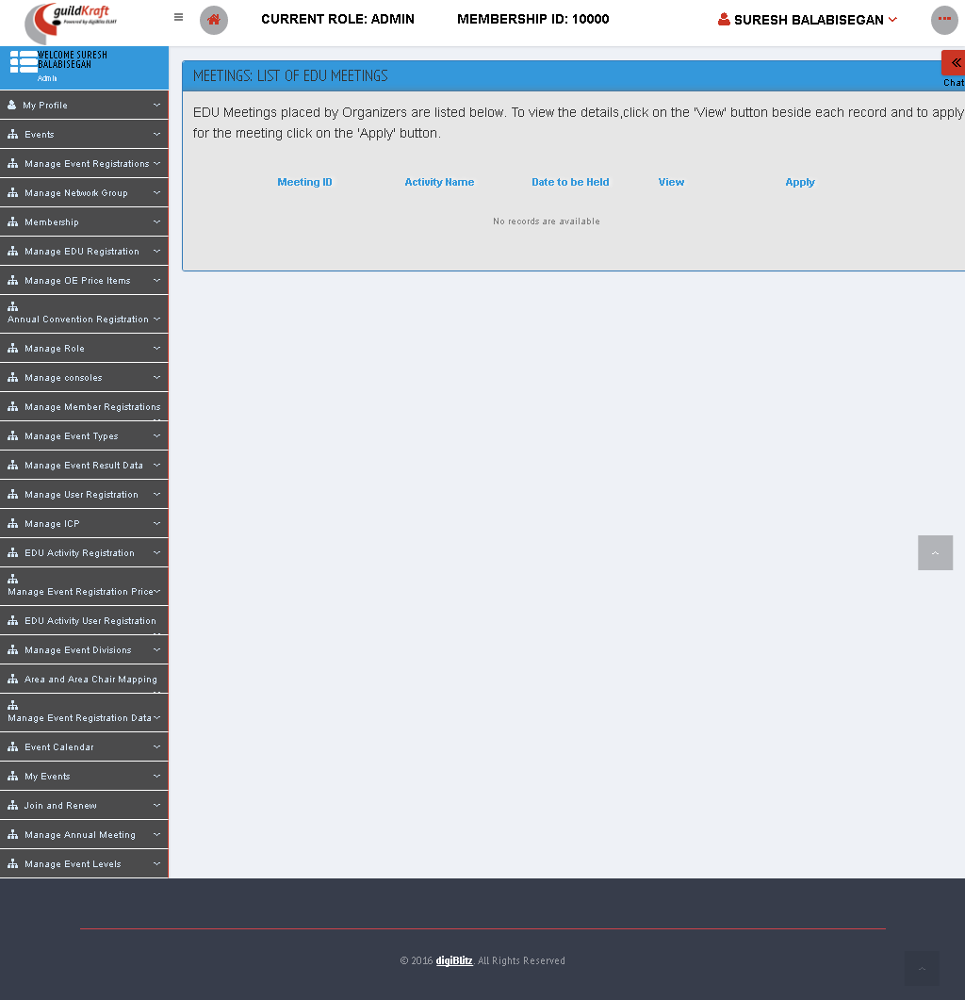 guildKraft
Powered by digiBlitz ELMT
CURRENT ROLE: ADMIN
MEMBERSHIP ID: 10000
SURESH BALABISEGAN
WELCOME SURESH
BALABISEGAN
Admin
My Profile
Events
Manage Event Registrations
Manage Network Group
Membership
Manage EDU Registration
Manage OE Price Items
Annual Convention Registration
Manage Role
Manage consoles
Manage Member Registrations
Manage Event Types
Manage Event Result Data
Manage User Registration
Manage ICP
EDU Activity Registration
Manage Event Registration Price
EDU Activity User Registration
Manage Event Divisions
Area and Area Chair Mapping
Manage Event Registration Data
Event Calendar
My Events
Join and Renew
Manage Annual Meeting
Manage Event Levels
Chat
MEETINGS: LIST OF EDU MEETINGS
EDU Meetings placed by Organizers are listed below. To view the details,click on the 'View' button beside each record and to apply
for the meeting click on the 'Apply' button.
Meeting ID Activity Name Date to be Held View Apply
No records are available
© 2016 digiBlitz. All Rights Reserved